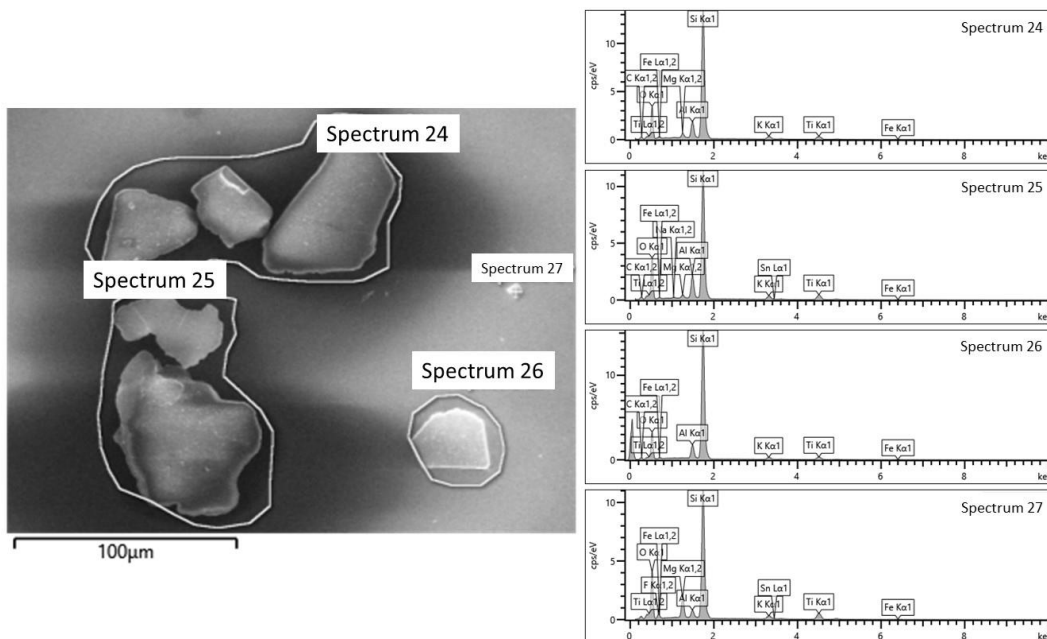 Spectrum 24
Spectrum 25
Spectrum 27
Spectrum 26
100µm
Si Kα1
Spectrum 24
10
cps/eV
Fe Lα1,2
C Kα1,2
Mg Kα1,2
O Kα1
5
Al Kα1
Ti Lα1,2
K Kα1
Ti Kα1
Fe Kα1
0
0 2 4 6 8 ke
Si Kα1
Spectrum 25
10
cps/eV
Fe Lα1,2
Na Kα1,2
O Kα1
Al Kα1
5
C Kα1,2
Mg Kα1,2
Sn Lα1
Ti Lα1,2
K Kα1
Ti Kα1
Fe Kα1
0
0 2 4 6 8 ke
Si Kα1
Spectrum 26
10
cps/eV
Fe Lα1,2
C Kα1,2
5
O Kα1
Al Kα1
Ti Lα1,2
K Kα1
Ti Kα1
Fe Kα1
0
0 2 4 6 8 ke
Si Kα1
Spectrum 27
10
cps/eV
Fe Lα1,2
O Kα1
5
Mg Kα1,2
F Kα1,2
Sn Lα1
Ti Lα1,2
Al Kα1
K Kα1
Ti Kα1
Fe Kα1
0
0 2 4 6 8 ke